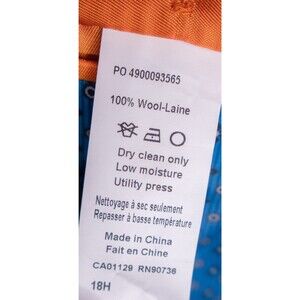 PO 4900093565
100% Wool-Laine
Dry clean only
Low moisture
Utility press
Nettoyage à sec seulement
Repasser à basse température
Made in China
Fait en Chine
CA01129 RN90736
18H